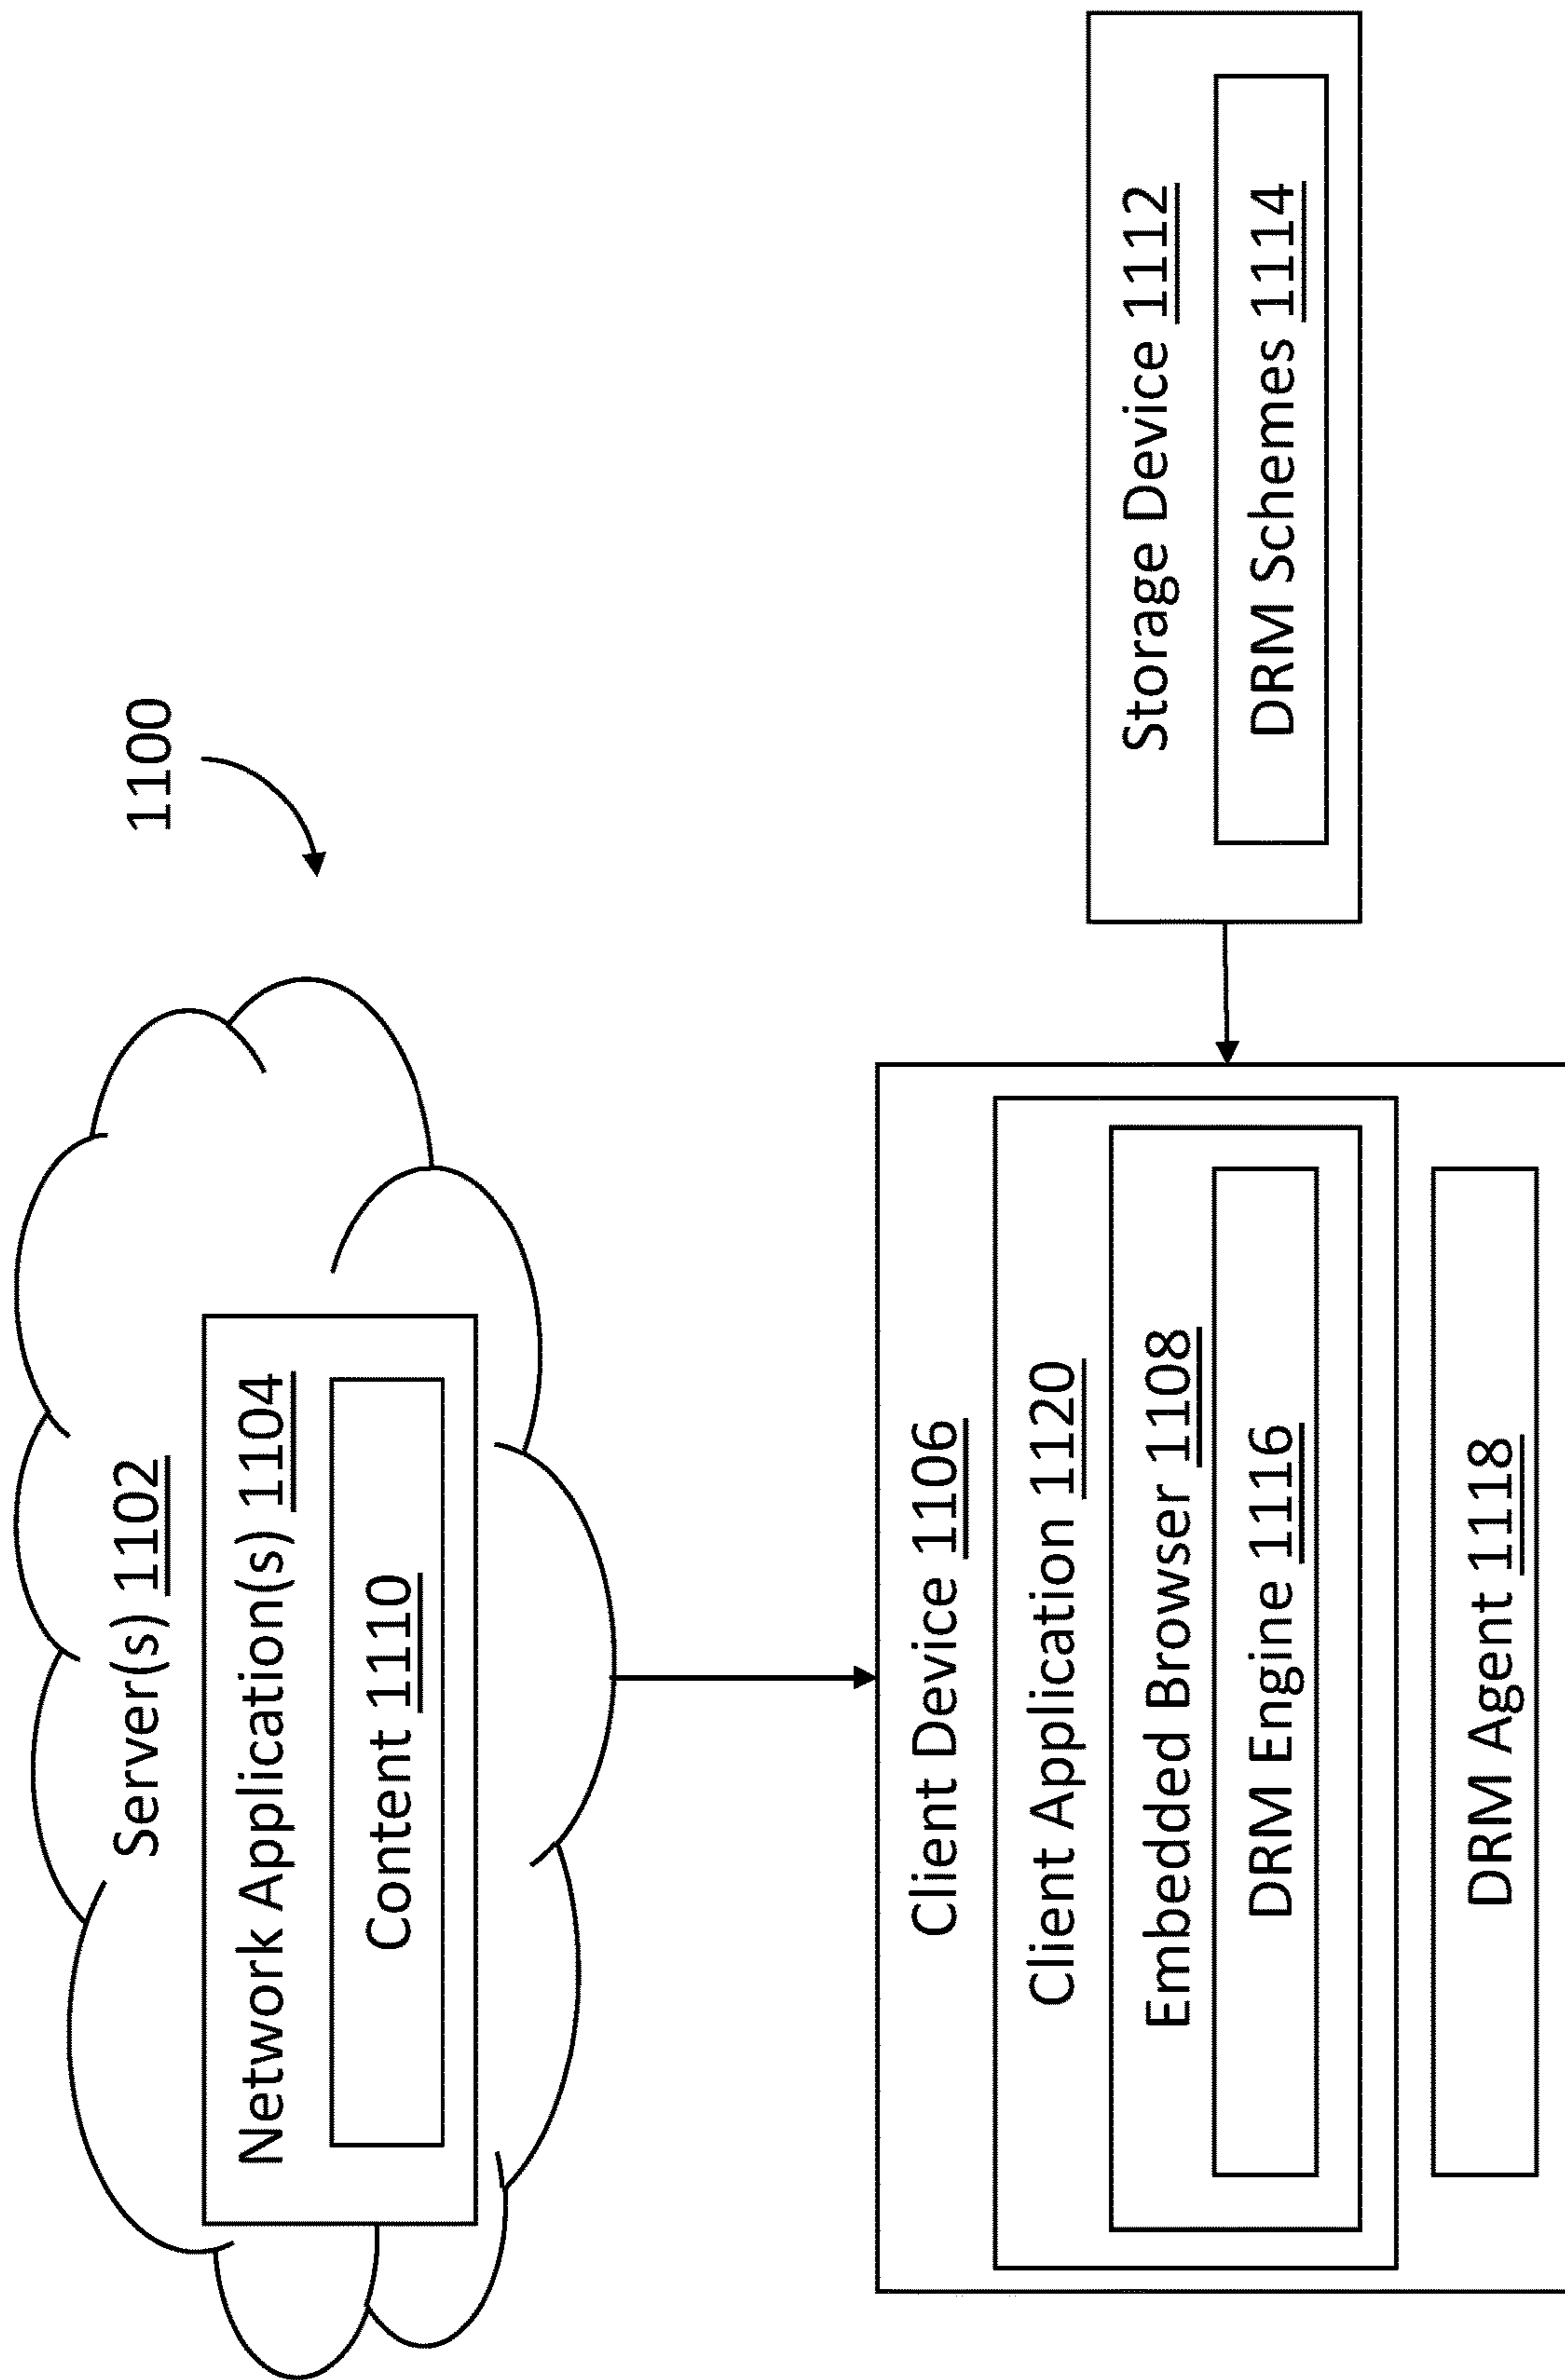 1100
Server(s) 1102
Network Application(s) 1104
Content 1110
Client Device 1106
Client Application 1120
Embedded Browser 1108
DRM Engine 1116
DRM Agent 1118
Storage Device 1112
DRM Schemes 1114